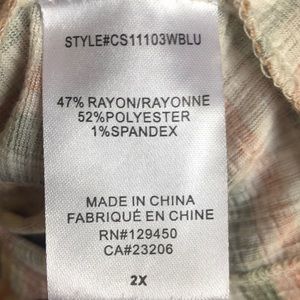 STYLE#CS11103WBLU
47% RAYON/RAYONNE
52%POLYESTER
1%SPANDEX
MADE IN CHINA
FABRIQUÉ EN CHINE
RN#129450
CA#23206
2X